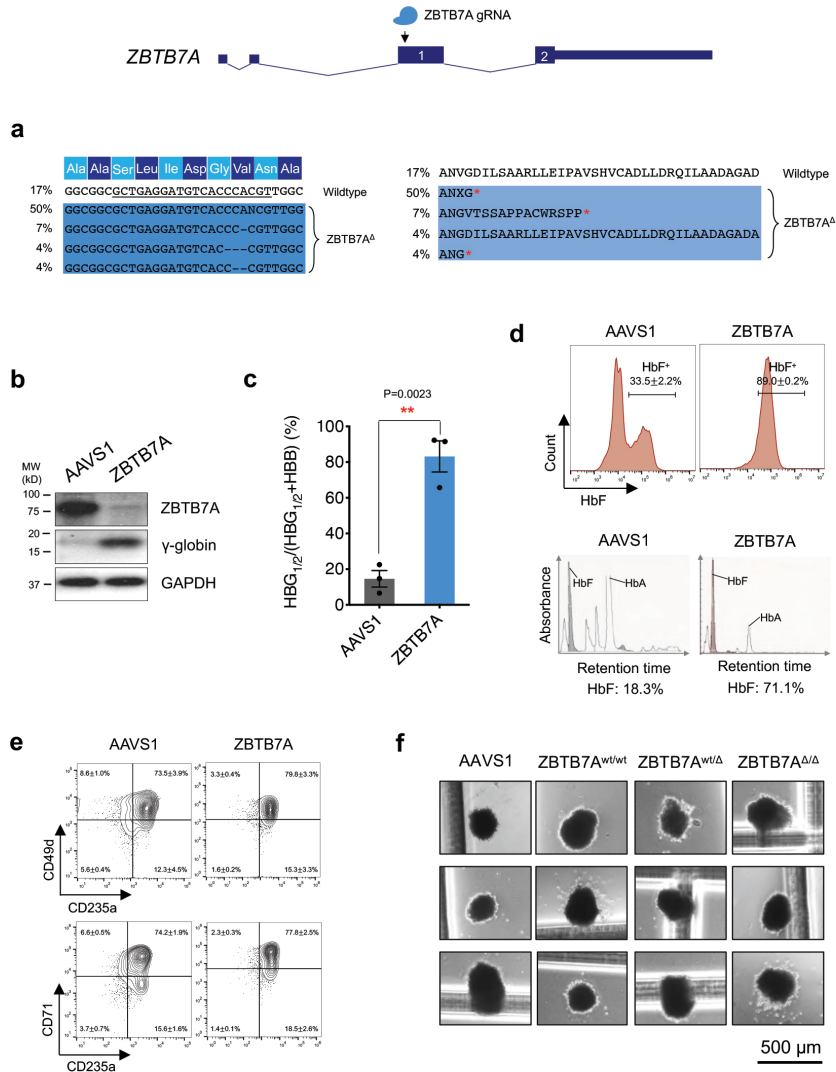 ZBTB7A gRNA
ZBTB7A
1
2
a
Ala Ala Ser Leu Ile Asp Gly Val Asn Ala
17% GGCGGCGCTGAGGATGTCACCCACGTTGGC Wildtype
50% GGCGGCGCTGAGGATGTCACCCANCGTTGG
7% GGCGGCGCTGAGGATGTCACCC-CGTTGGC
4% GGCGGCGCTGAGGATGTCAC---CGTTGGC
4% GGCGGCGCTGAGGATGTCACC--CGTTGGC
ZBTB7AΔ
17% ANVGDILSAARLLEIPAVSHVCADLLDRQILAADAGAD Wildtype
50% ANXG*
7% ANGVTSSAPPACWRSPP*
4% ANGDILSAARLLEIPAVSHVCADLLDRQILAADAGADA
4% ANG*
ZBTB7AΔ
b
MW
(kD)
AAVS1
ZBTB7A
100
75
ZBTB7A
20
15
γ-globin
37
GAPDH
c
P=0.0023
**
HBG1/2/(HBG1/2+HBB) (%)
100
80
60
40
20
0
AAVS1
ZBTB7A
d
AAVS1 ZBTB7A
HbF+
33.5±2.2%
HbF+
89.0±0.2%
Count
HbF
AAVS1 ZBTB7A
Absorbance
HbF
HbA
HbF
HbA
Retention time Retention time
HbF: 18.3% HbF: 71.1%
e
AAVS1 ZBTB7A
8.6±1.0% 73.5±3.9% 3.3±0.4% 79.8±3.3%
5.6±0.4% 12.3±4.5% 1.6±0.2% 15.3±3.3%
CD49d
CD235a
6.6±0.5% 74.2±1.9% 2.3±0.3% 77.8±2.5%
3.7±0.7% 15.6±1.6% 1.4±0.1% 18.5±2.6%
CD71
CD235a
f
AAVS1 ZBTB7Awt/wt ZBTB7Awt/Δ ZBTB7AΔ/Δ
500 µm